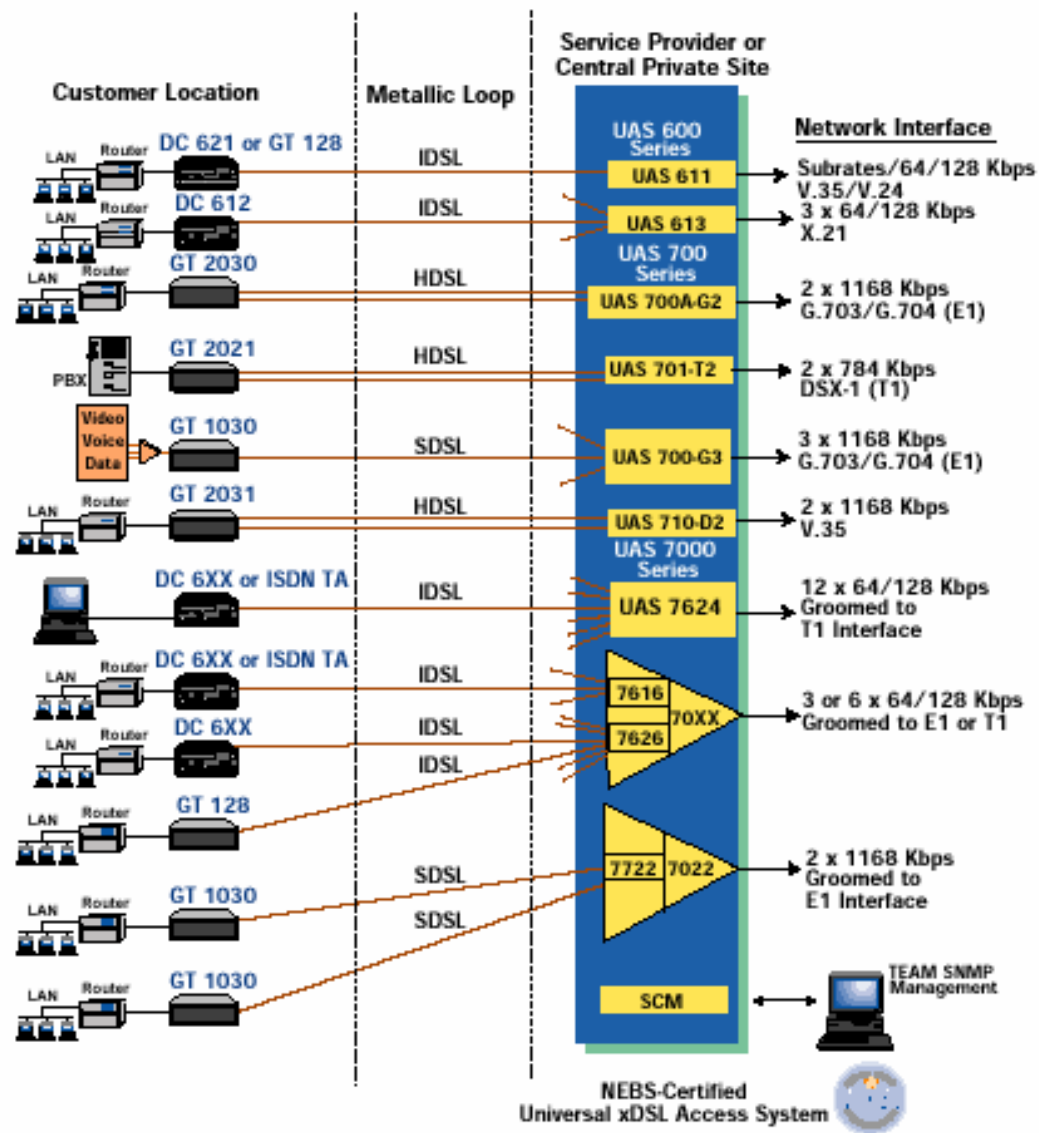 Service Provider or
Central Private Site
Customer Location
Metallic Loop
Network Interface
UAS 600
Series
LAN
Router
DC 621 or GT 128
IDSL
UAS 611
Subrates/64/128 Kbps
V.35/V.24
LAN
Router
DC 612
IDSL
UAS 613
3 x 64/128 Kbps
X.21
UAS 700
Series
LAN
Router
GT 2030
HDSL
UAS 700A-G2
2 x 1168 Kbps
G.703/G.704 (E1)
PBX
GT 2021
HDSL
UAS 701-T2
2 x 784 Kbps
DSX-1 (T1)
Video
Voice
Data
GT 1030
SDSL
UAS 700-G3
3 x 1168 Kbps
G.703/G.704 (E1)
LAN
Router
GT 2031
HDSL
UAS 710-D2
2 x 1168 Kbps
V.35
UAS 7000
Series
DC 6XX or ISDN TA
IDSL
UAS 7624
12 x 64/128 Kbps
Groomed to
T1 Interface
LAN
Router
DC 6XX or ISDN TA
IDSL
7616
70XX
3 or 6 x 64/128 Kbps
Groomed to E1 or T1
LAN
Router
DC 6XX
IDSL
7626
IDSL
LAN
Router
GT 128
LAN
Router
GT 1030
SDSL
7722
7022
2 x 1168 Kbps
Groomed to
E1 Interface
SDSL
LAN
Router
GT 1030
SCM
TEAM SNMP
Management
NEBS-Certified
Universal xDSL Access System